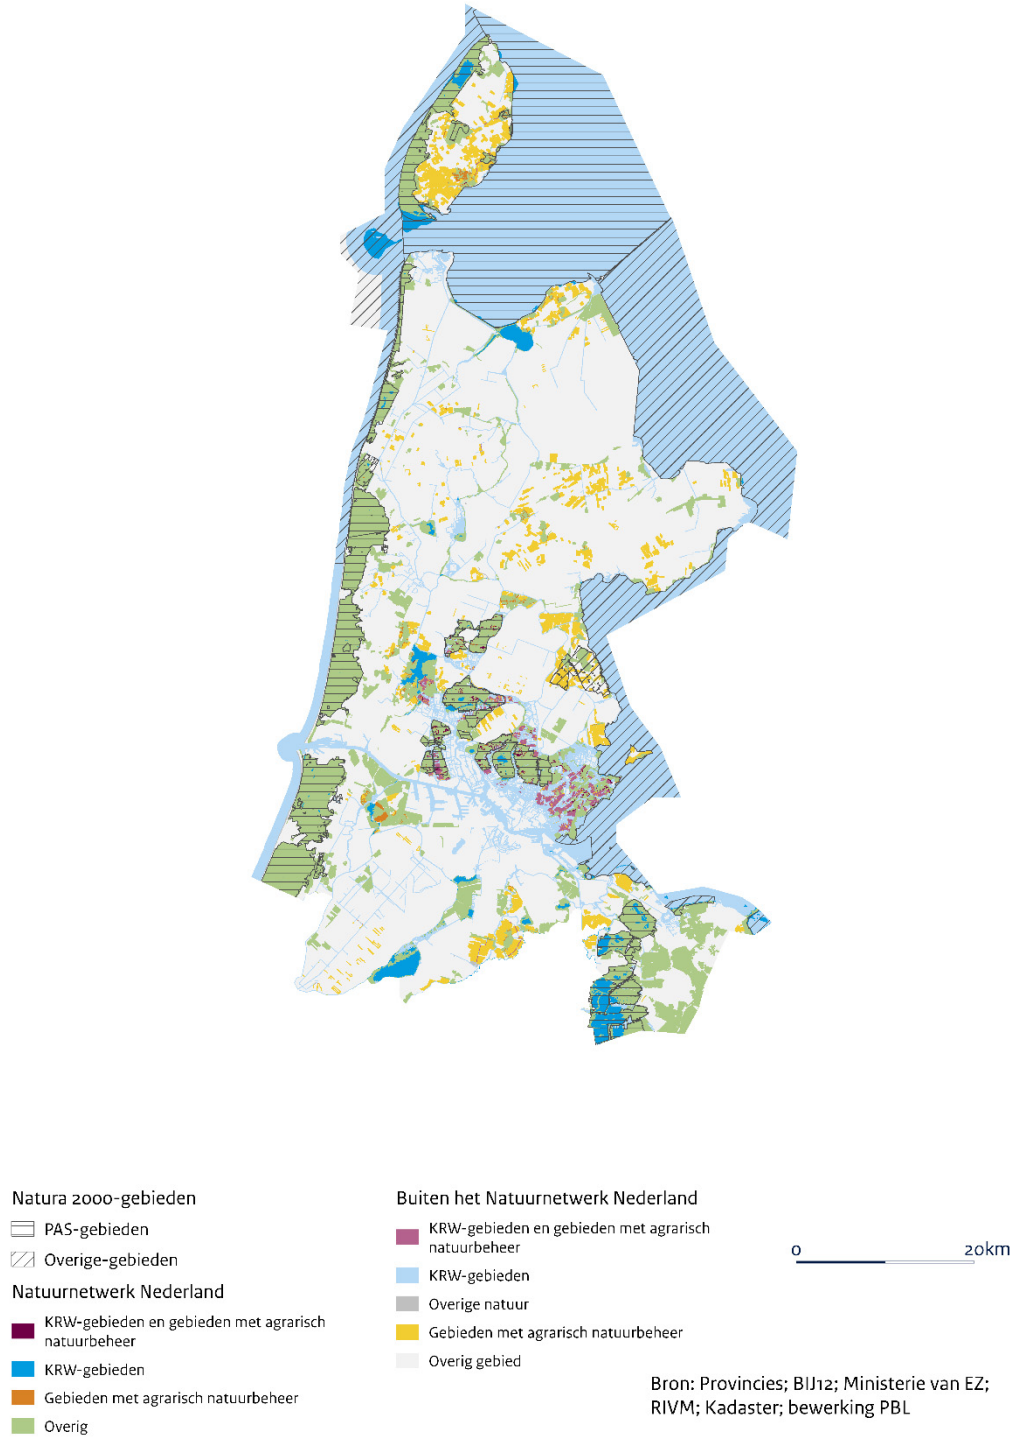 Natura 2000-gebieden
PAS-gebieden
Overige-gebieden
Natuurnetwerk Nederland
KRW-gebieden en gebieden met agrarisch
natuurbeheer
KRW-gebieden
Gebieden met agrarisch natuurbeheer
Overig
Buiten het Natuurnetwerk Nederland
KRW-gebieden en gebieden met agrarisch
natuurbeheer
KRW-gebieden
Overige natuur
Gebieden met agrarisch natuurbeheer
Overig gebied
0 20km
Bron: Provincies; BIJ12; Ministerie van EZ;
RIVM; Kadaster; bewerking PBL